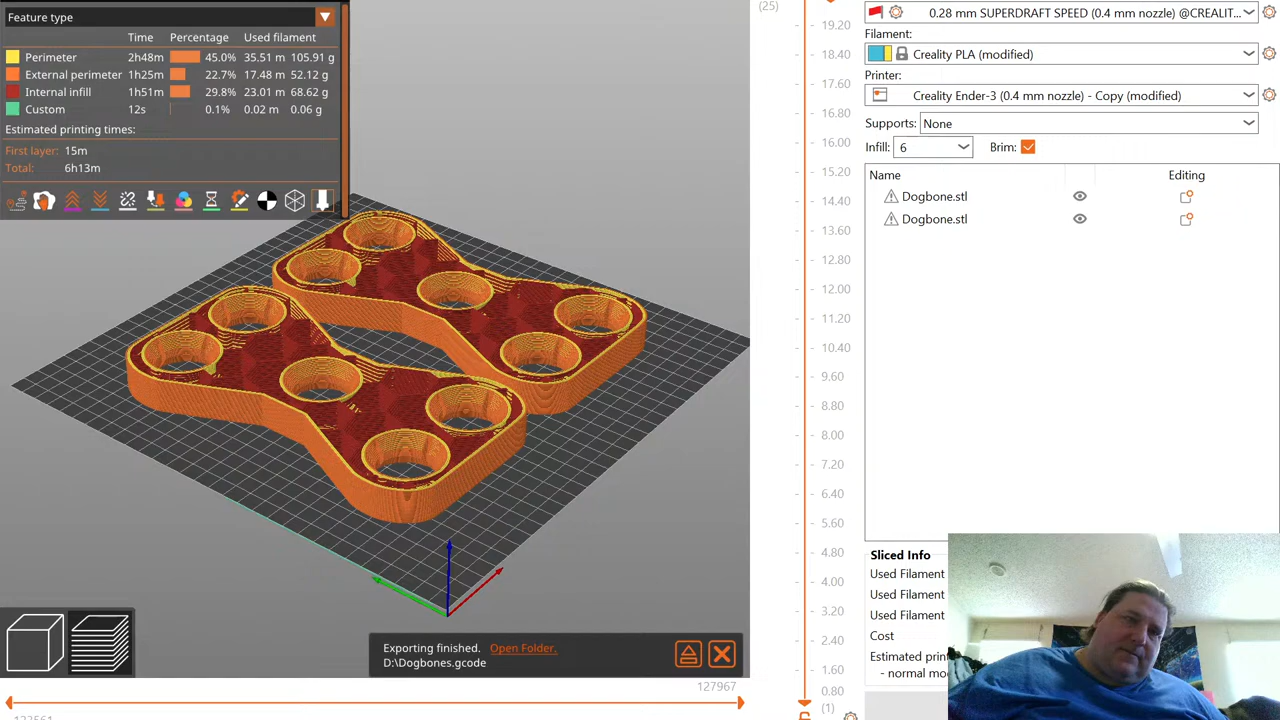 Feature type
Time Percentage Used filament
Perimeter 2h48m 45.0% 35.51 m 105.91 g
External perimeter 1h25m 22.7% 17.48 m 52.12 g
Internal infill 1h51m 29.8% 23.01 m 68.62 g
Custom 12s 0.1% 0.02 m 0.06 g
Estimated printing times:
First layer: 15m
Total: 6h13m
Exporting finished. Open Folder.
D:\Dogbones.gcode
127967
123561
(25)
19.20
18.40
17.60
16.80
16.00
15.20
14.40
13.60
12.80
12.00
11.20
10.40
9.60
8.80
8.00
7.20
6.40
5.60
4.80
4.00
3.20
2.40
1.60
0.80
(1)
0.28 mm SUPERDRAFT SPEED (0.4 mm nozzle) @CREALIT...
Filament:
Creality PLA (modified)
Printer:
Creality Ender-3 (0.4 mm nozzle) - Copy (modified)
Supports: None
Infill: 6 Brim:
Name Editing
Dogbone.stl
Dogbone.stl
Sliced Info
Used Filament
Used Filament
Used Filament
Cost
Estimated prin
- normal mo